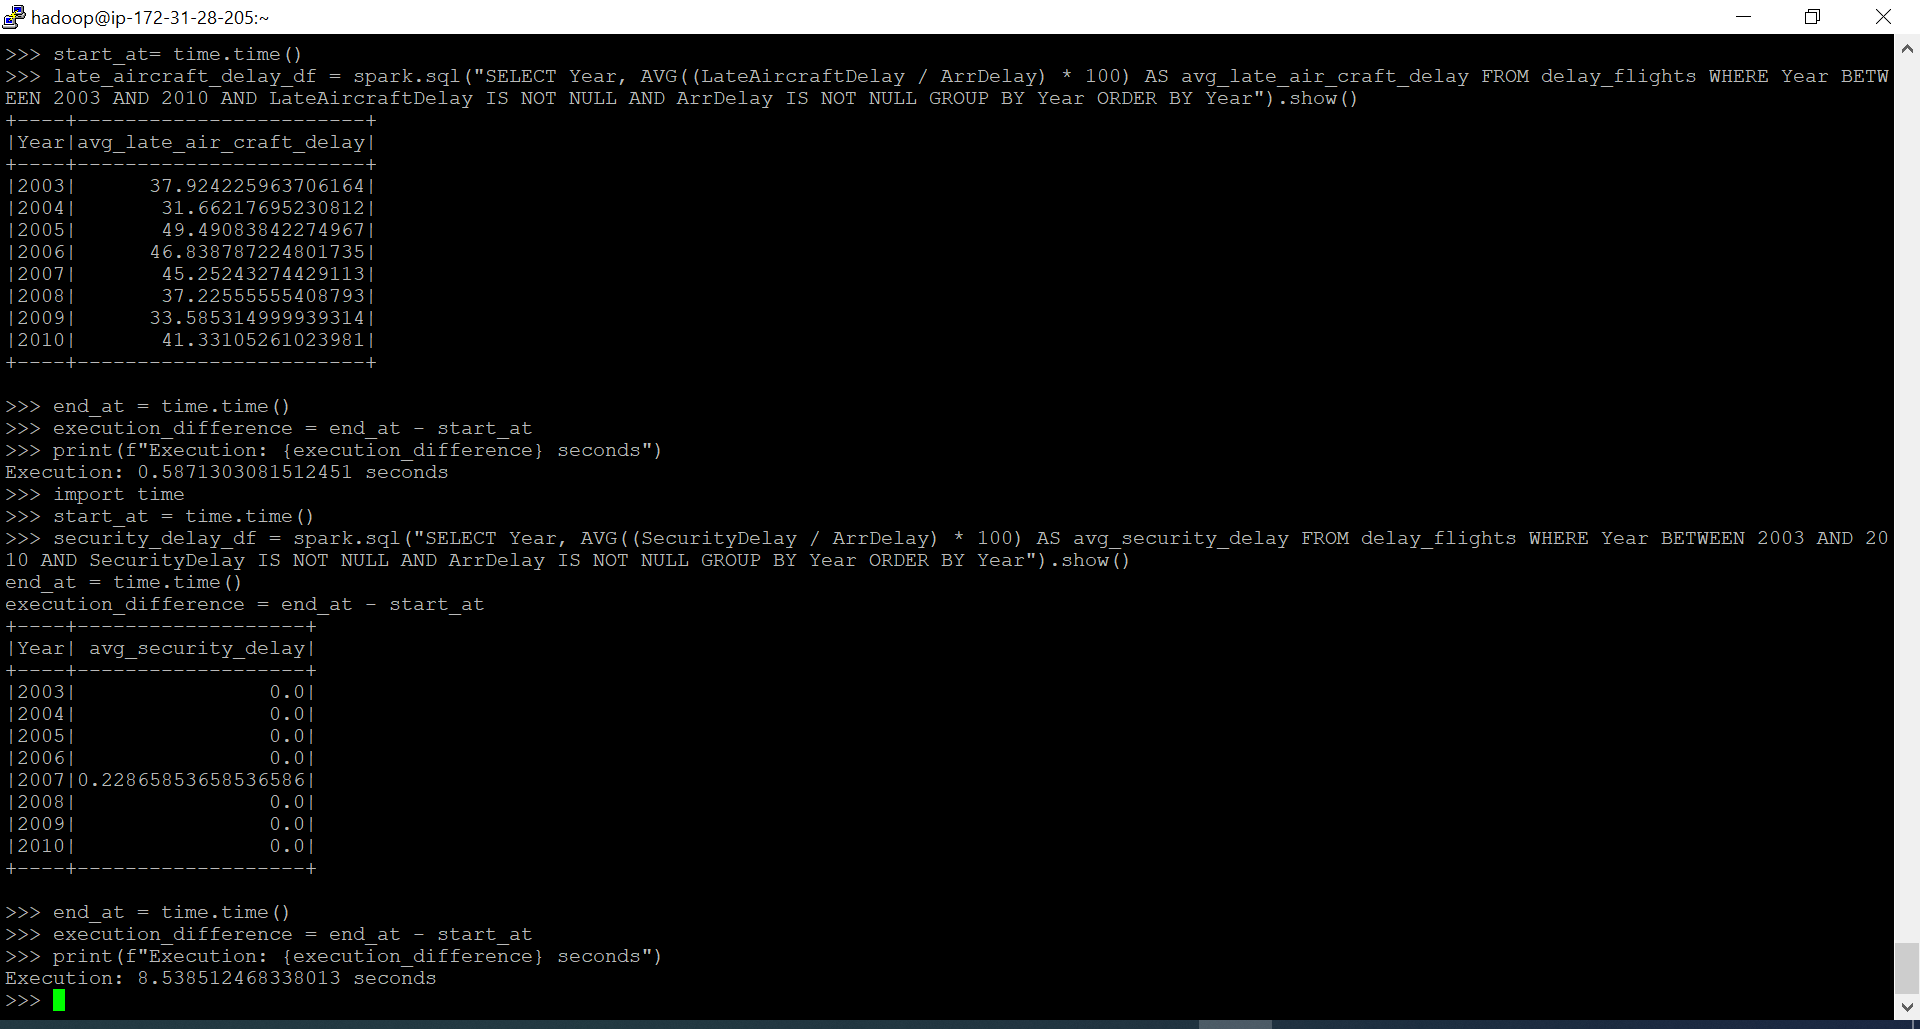 hadoop@ip-172-31-28-205:~
>>> start_at= time.time()
>>> late_aircraft_delay_df = spark.sql("SELECT Year, AVG((LateAircraftDelay / ArrDelay) * 100) AS avg_late_air_craft_delay FROM delay_flights WHERE Year BETW
EEN 2003 AND 2010 AND LateAircraftDelay IS NOT NULL AND ArrDelay IS NOT NULL GROUP BY Year ORDER BY Year").show()
+----+------------------------+
|Year|avg_late_air_craft_delay|
+----+------------------------+
|2003|      37.924225963706164|
|2004|       31.66217695230812|
|2005|       49.49083842274967|
|2006|      46.838787224801735|
|2007|       45.25243274429113|
|2008|       37.22555555408793|
|2009|      33.585314999939314|
|2010|       41.33105261023981|
+----+------------------------+
>>> end_at = time.time()
>>> execution_difference = end_at - start_at
>>> print(f"Execution: {execution_difference} seconds")
Execution: 0.5871303081512451 seconds
>>> import time
>>> start_at = time.time()
>>> security_delay_df = spark.sql("SELECT Year, AVG((SecurityDelay / ArrDelay) * 100) AS avg_security_delay FROM delay_flights WHERE Year BETWEEN 2003 AND 20
10 AND SecurityDelay IS NOT NULL AND ArrDelay IS NOT NULL GROUP BY Year ORDER BY Year").show()
end_at = time.time()
execution_difference = end_at - start_at
+----+-------------------+
|Year| avg_security_delay|
+----+-------------------+
|2003|                0.0|
|2004|                0.0|
|2005|                0.0|
|2006|                0.0|
|2007|0.22865853658536586|
|2008|                0.0|
|2009|                0.0|
|2010|                0.0|
+----+-------------------+
>>> end_at = time.time()
>>> execution_difference = end_at - start_at
>>> print(f"Execution: {execution_difference} seconds")
Execution: 8.538512468338013 seconds
>>>